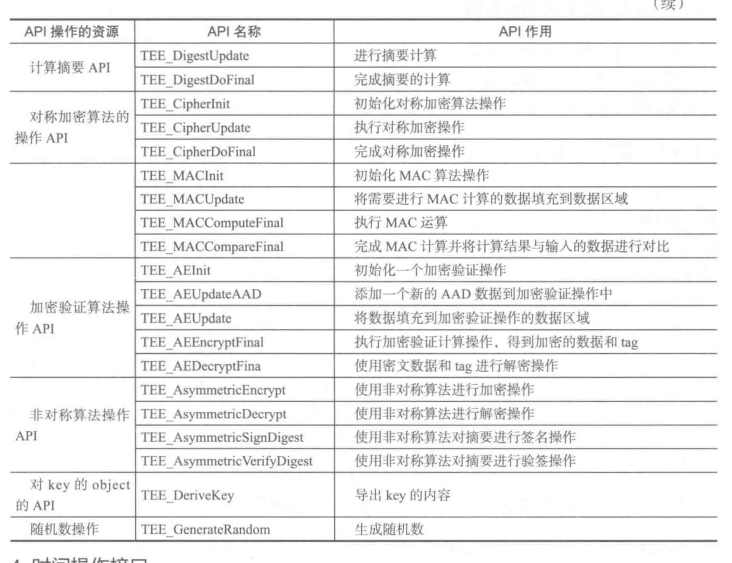 （续）
API 操作的资源 API 名称 API 作用
计算摘要 API
TEE_DigestUpdate 进行摘要计算
TEE_DigestDoFinal 完成摘要的计算
对称加密算法的
操作 API
TEE_CipherInit 初始化对称加密算法操作
TEE_CipherUpdate 执行对称加密操作
TEE_CipherDoFinal 完成对称加密操作
TEE_MACInit 初始化 MAC 算法操作
TEE_MACUpdate 将需要进行 MAC 计算的数据填充到数据区域
TEE_MACComputeFinal 执行 MAC 运算
TEE_MACCompareFinal 完成 MAC 计算并将计算结果与输入的数据进行对比
加密验证算法操
作 API
TEE_AEInit 初始化一个加密验证操作
TEE_AEUpdateAAD 添加一个新的 AAD 数据到加密验证操作中
TEE_AEUpdate 将数据填充到加密验证操作的数据区域
TEE_AEEncryptFinal 执行加密验证计算操作，得到加密的数据和 tag
TEE_AEDecryptFina 使用密文数据和 tag 进行解密操作
非对称算法操作
API
TEE_AsymmetricEncrypt 使用非对称算法进行加密操作
TEE_AsymmetricDecrypt 使用非对称算法进行解密操作
TEE_AsymmetricSignDigest 使用非对称算法对摘要进行签名操作
TEE_AsymmetricVerifyDigest 使用非对称算法对摘要进行验签操作
对 key 的 object
的 API
TEE_DeriveKey 导出 key 的内容
随机数操作 TEE_GenerateRandom 生成随机数
时间操作接口